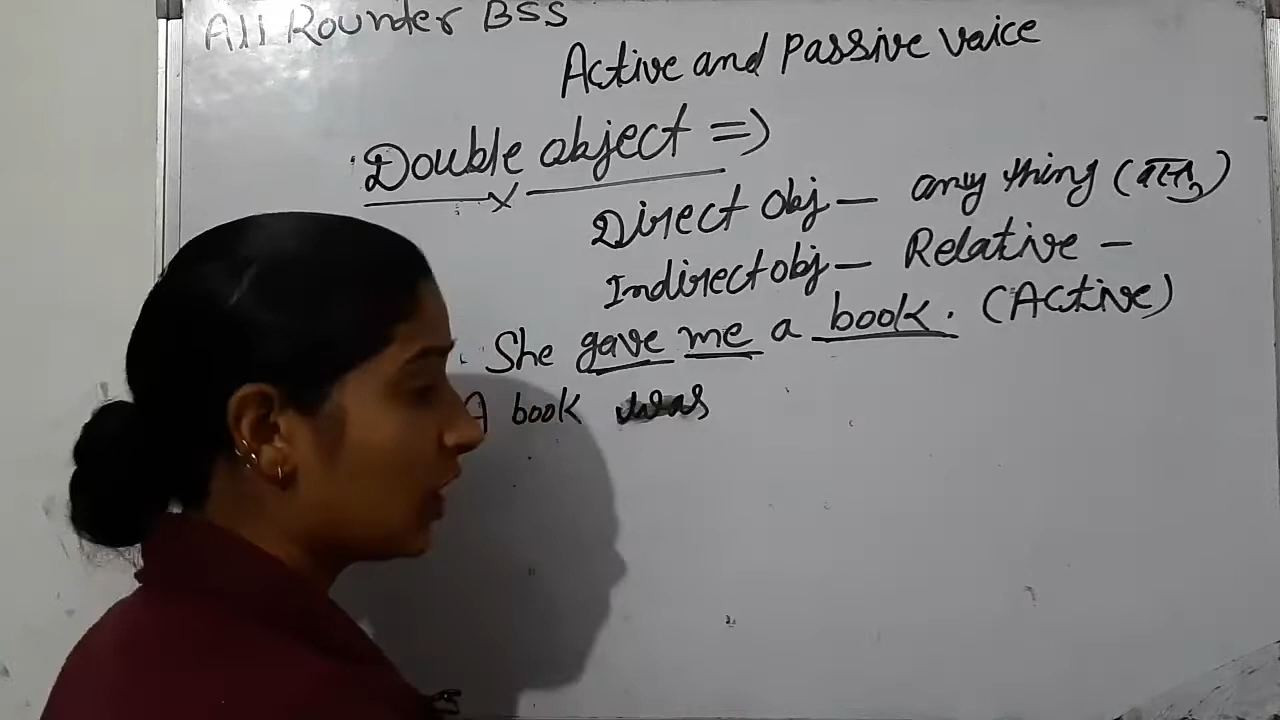 All Rounder BSS
Active and Passive Vaice
Double object =>
Direct Obj — any thing (वस्तु)
Indirect obj — Relative —
She gave me a book. (Active)
A book was